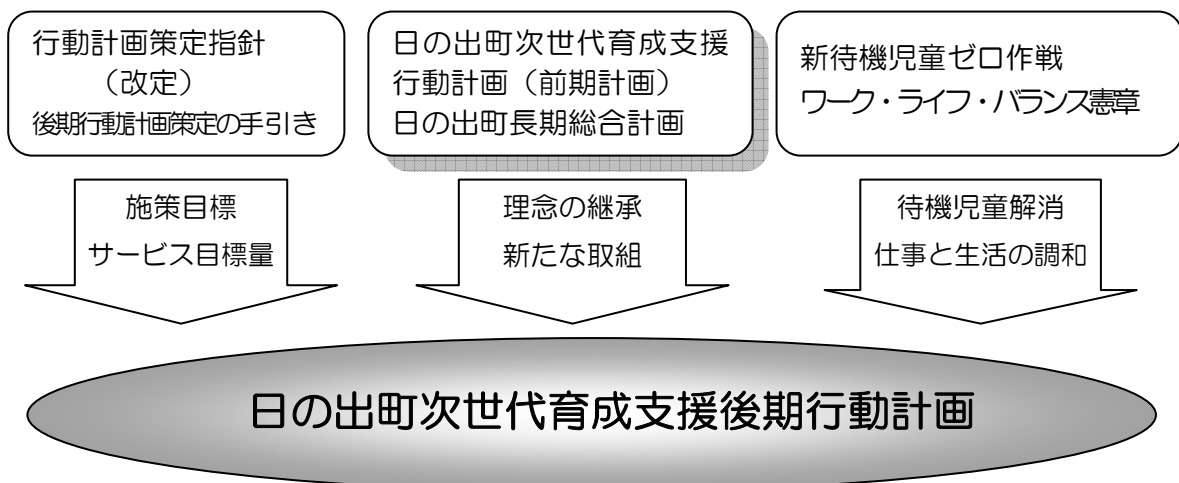 行動計画策定指針
（改定）
後期行動計画策定の手引き
日の出町次世代育成支援
行動計画（前期計画）
日の出町長期総合計画
新待機児童ゼロ作戦
ワーク・ライフ・バランス憲章
施策目標
サービス目標量
理念の継承
新たな取組
待機児童解消
仕事と生活の調和
日の出町次世代育成支援後期行動計画